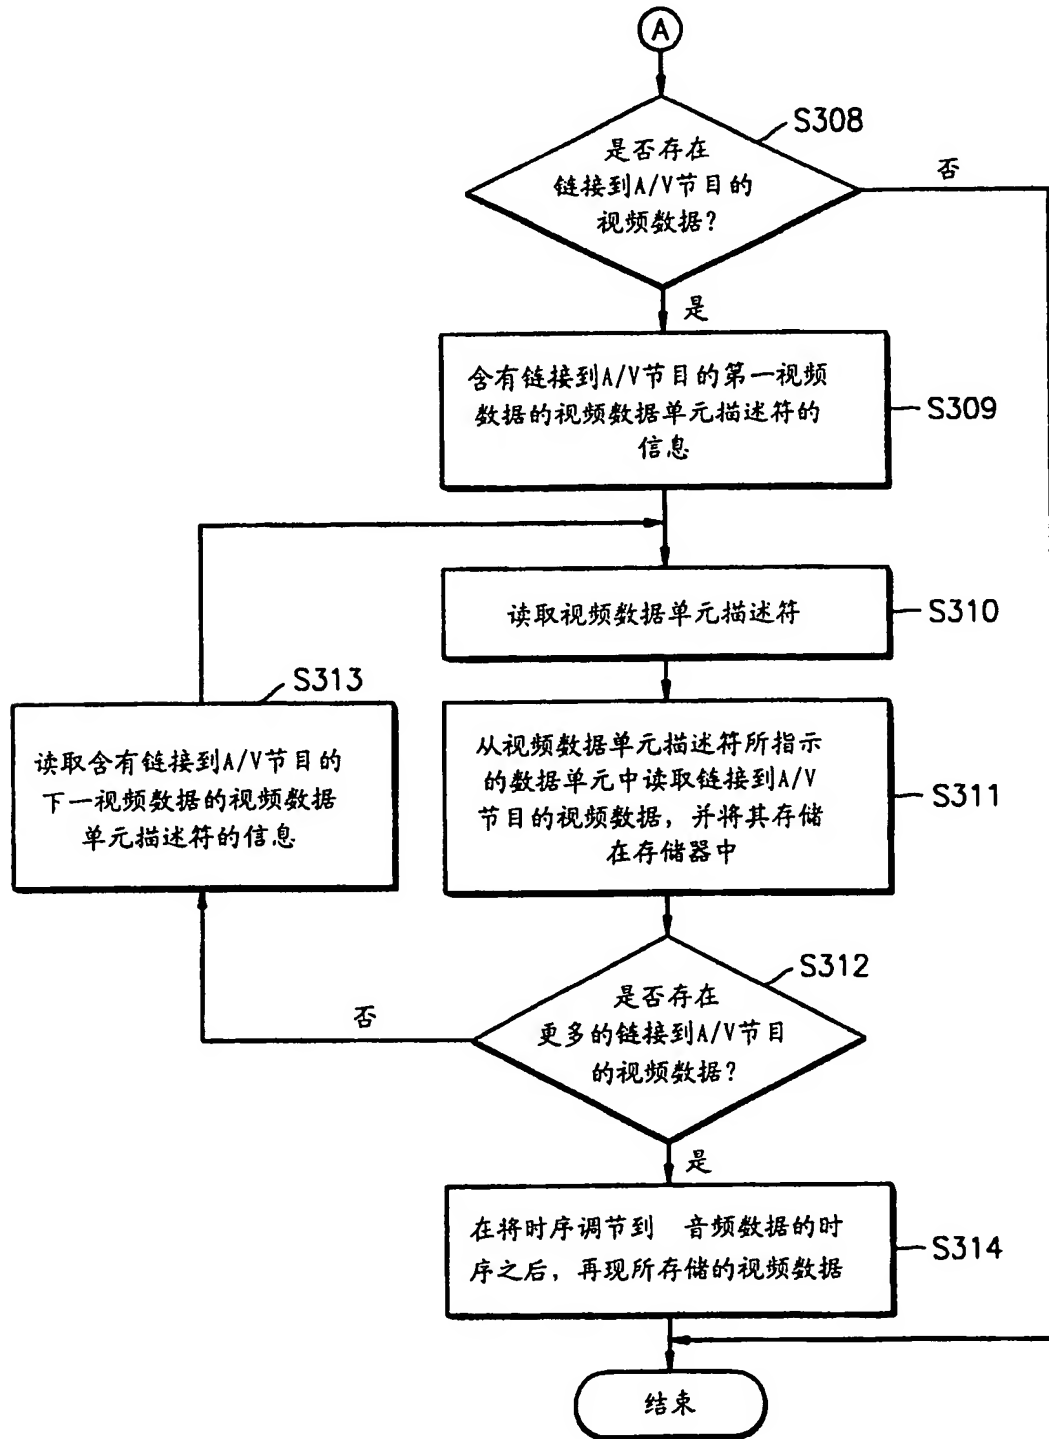 A
S308
是否存在
链接到A/V节目的
视频数据?
否
是
含有链接到A/V节目的第一视频
数据的视频数据单元描述符的
信息
S309
读取视频数据单元描述符
S310
S313
读取含有链接到A/V节目的
下一视频数据的视频数据
单元描述符的信息
从视频数据单元描述符所指示
的数据单元中读取链接到A/V
节目的视频数据，并将其存储
在存储器中
S311
S312
是否存在
更多的链接到A/V节目
的视频数据?
否
是
在将时序调节到 音频数据的时
序之后，再现所存储的视频数据
S314
结束